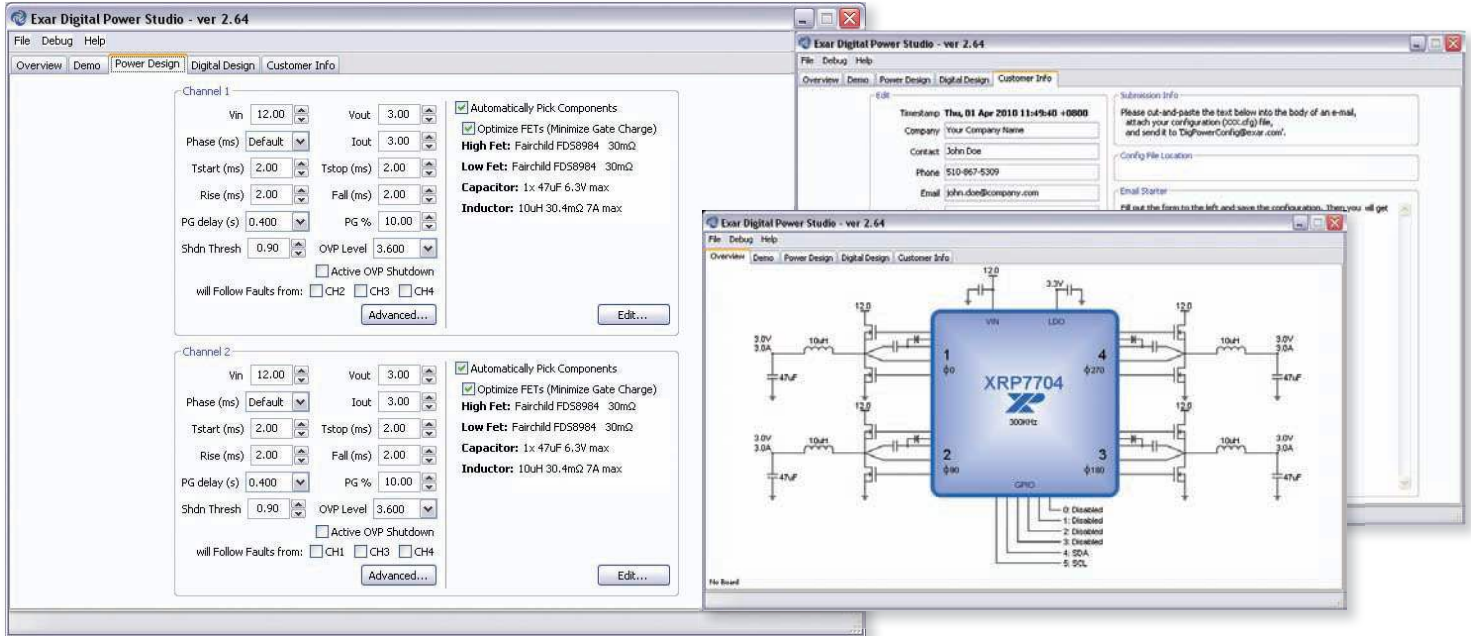 Exar Digital Power Studio - ver 2.64
File Debug Help
Overview Demo Power Design Digital Design Customer Info
Channel 1
Vin 12.00 Vout 3.00
Phase (ms) Default Iout 3.00
Tstart (ms) 2.00 Tstop (ms) 2.00
Rise (ms) 2.00 Fall (ms) 2.00
PG delay (s) 0.400 PG % 10.00
Shdn Thresh 0.90 OVP Level 3.600
Active OVP Shutdown
will Follow Faults from: CH2 CH3 CH4
Advanced...
Automatically Pick Components
Optimize FETs (Minimize Gate Charge)
High Fet: Fairchild FDS8984 30mΩ
Low Fet: Fairchild FDS8984 30mΩ
Capacitor: 1x 47uF 6.3V max
Inductor: 10uH 30.4mΩ 7A max
Edit...
Channel 2
Vin 12.00 Vout 3.00
Phase (ms) Default Iout 3.00
Tstart (ms) 2.00 Tstop (ms) 2.00
Rise (ms) 2.00 Fall (ms) 2.00
PG delay (s) 0.400 PG % 10.00
Shdn Thresh 0.90 OVP Level 3.600
Active OVP Shutdown
will Follow Faults from: CH1 CH3 CH4
Advanced...
Automatically Pick Components
Optimize FETs (Minimize Gate Charge)
High Fet: Fairchild FDS8984 30mΩ
Low Fet: Fairchild FDS8984 30mΩ
Capacitor: 1x 47uF 6.3V max
Inductor: 10uH 30.4mΩ 7A max
Edit...
Exar Digital Power Studio - ver 2.64
File Debug Help
Overview Demo Power Design Digital Design Customer Info
Edit
Timestamp Thu, 01 Apr 2010 11:49:40 +0800
Company Your Company Name
Contact John Doe
Phone 510-867-5309
Email john.doe@company.com
Submission Info
Please cut-and-paste the text below into the body of an e-mail,
attach your configuration (XXX.cfg) file,
and send it to 'DigPowerConfig@exar.com'.
Config File Location
Email Starter
Fill out the form to the left and save the configuration. Then you will get
Exar Digital Power Studio - ver 2.64
File Debug Help
Overview Demo Power Design Digital Design Customer Info
12.0 3.3V
VIN LDO
12.0 12.0
3.0V 3.0A 10uH 47uF
1 ϕ0
4 ϕ270
10uH 3.0V 3.0A 47uF
XRP7704
XP
300KHz
12.0 12.0
3.0V 3.0A 10uH 47uF
2 ϕ90
3 ϕ180
10uH 3.0V 3.0A 47uF
GPIO
0: Disabled
1: Disabled
2: Disabled
3: Disabled
4: SDA
5: SCL
No Board